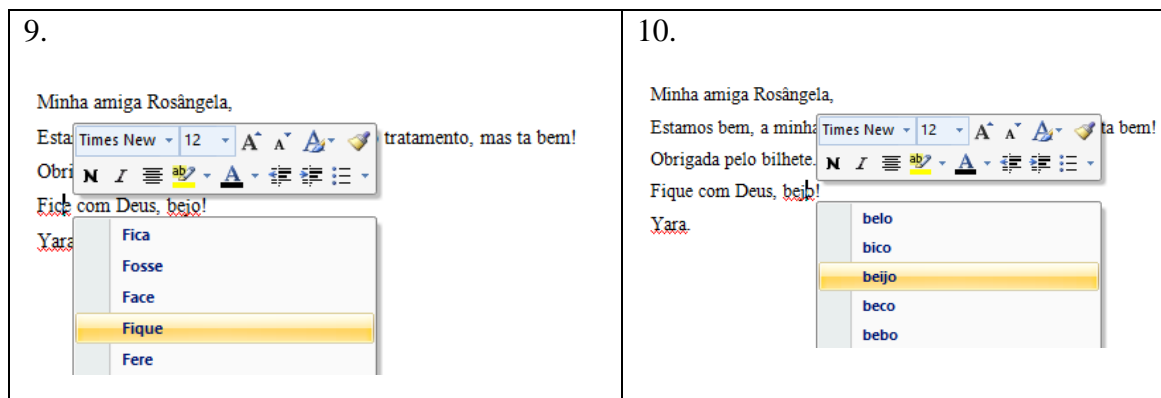 9.
Minha amiga Rosângela,
Esta
Times New 12
tratamento, mas ta bem!
Obri
N I
ab A
Fice com Deus, bejo!
Yara
Fica
Fosse
Face
Fique
Fere
10.
Minha amiga Rosângela,
Estamos bem, a minha
Times New 12
ta bem!
Obrigada pelo bilhete.
N I
ab A
Fique com Deus, bejo!
Yara.
belo
bico
beijo
beco
bebo